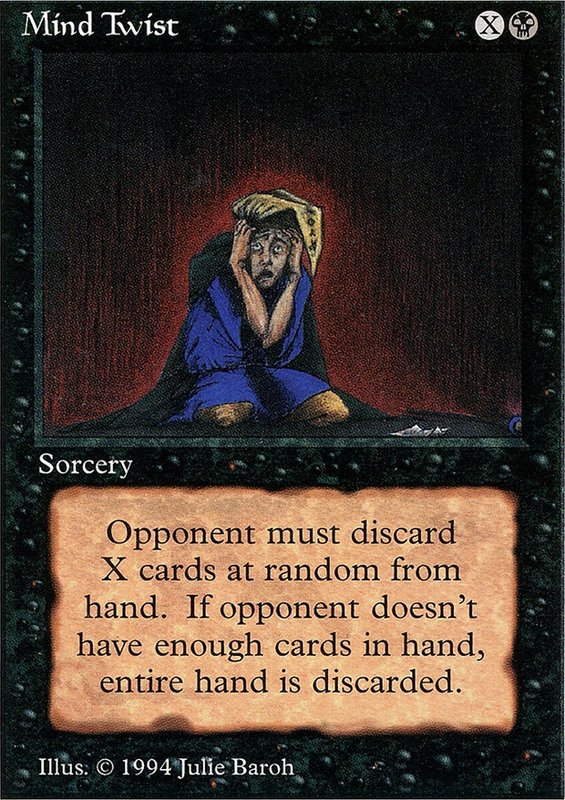 Mind Twist X
Sorcery
Opponent must discard
X cards at random from
hand. If opponent doesn't
have enough cards in hand,
entire hand is discarded.
Illus. © 1994 Julie Baroh